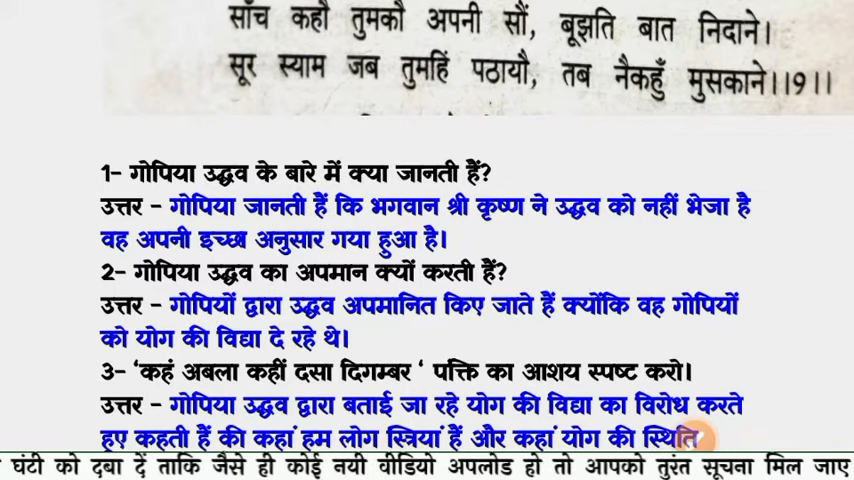 साँच कहौ तुमकौ अपनी सौं, बूझति बात निदाने।
सूर स्याम जब तुमहिं पठायौ, तब नैकहुँ मुसकाने।।9।।
1- गोपिया उद्धव के बारे में क्या जानती हैं?
उत्तर - गोपिया जानती हैं कि भगवान श्री कृष्ण ने उद्धव को नहीं भेजा है
वह अपनी इच्छा अनुसार गया हुआ है।
2- गोपिया उद्धव का अपमान क्यों करती हैं?
उत्तर - गोपियों द्वारा उद्धव अपमानित किए जाते हैं क्योंकि वह गोपियों
को योग की विद्या दे रहे थे।
3- 'कहं अबला कहीं दसा दिगम्बर ' पक्ति का आशय स्पष्ट करो।
उत्तर - गोपिया उद्धव द्वारा बताई जा रहे योग की विद्या का विरोध करते
हुए कहती हैं की कहां हम लोग स्त्रियां हैं और कहां योग की स्थिति
घंटी को दबा दें ताकि जैसे ही कोई नयी वीडियो अपलोड हो तो आपको तुरंत सूचना मिल जाए